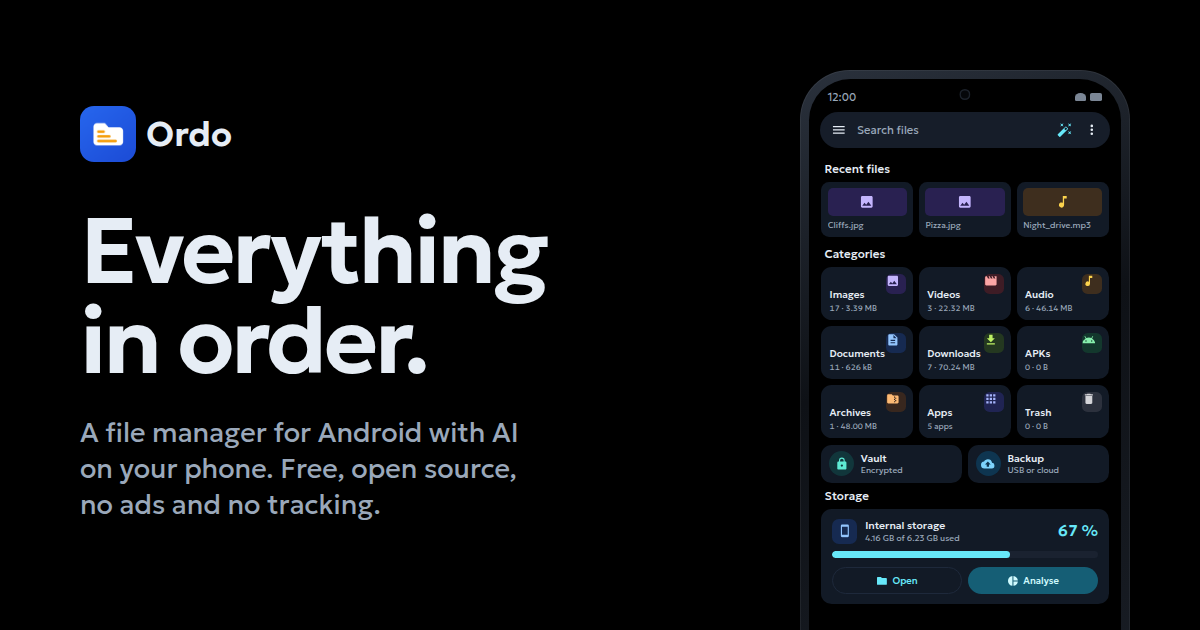 Ordo
Everything
in order.
A file manager for Android with AI
on your phone. Free, open source,
no ads and no tracking.
12:00
Search files
Recent files
Cliffs.jpg
Pizza.jpg
Night_drive.mp3
Categories
Images
17 · 3.39 MB
Videos
3 · 22.32 MB
Audio
6 · 46.14 MB
Documents
11 · 626 kB
Downloads
7 · 70.24 MB
APKs
0 · 0 B
Archives
1 · 48.00 MB
Apps
5 apps
Trash
0 · 0 B
Vault
Encrypted
Backup
USB or cloud
Storage
Internal storage
4.16 GB of 6.23 GB used
67 %
Open
Analyse